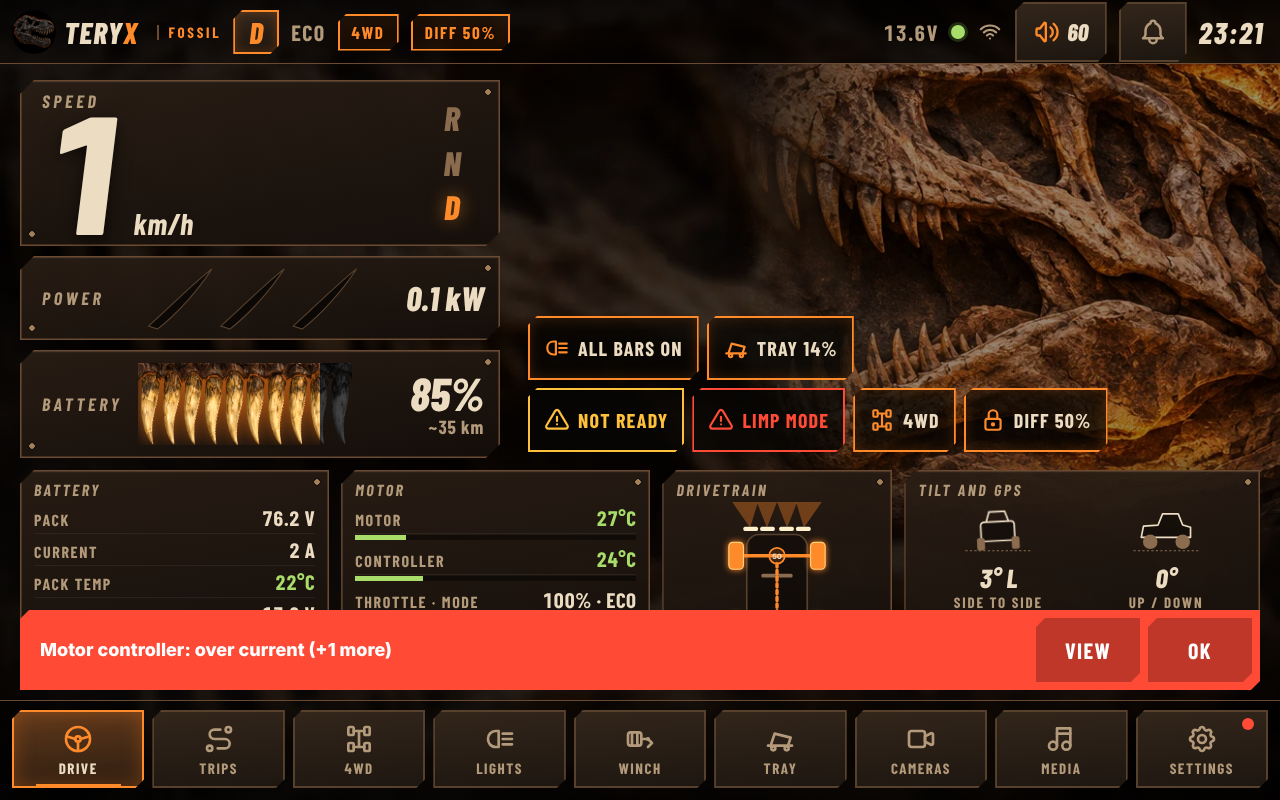 TERYX | FOSSIL D ECO 4WD DIFF 50% 13.6V 60 23:21
SPEED
1 km/h
R
N
D
POWER 0.1 kW
BATTERY 85%
~35 km
ALL BARS ON TRAY 14%
NOT READY LIMP MODE 4WD DIFF 50%
BATTERY
PACK 76.2 V
CURRENT 2 A
PACK TEMP 22°C
MOTOR
MOTOR 27°C
CONTROLLER 24°C
THROTTLE · MODE 100% · ECO
DRIVETRAIN
50
TILT AND GPS
3° L 0°
SIDE TO SIDE UP / DOWN
Motor controller: over current (+1 more) VIEW OK
DRIVE TRIPS 4WD LIGHTS WINCH TRAY CAMERAS MEDIA SETTINGS